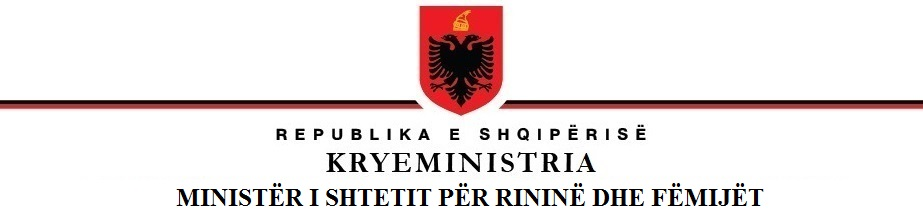 REPUBLIKA E SHQIPËRISË
KRYEMINISTRIA
MINISTËR I SHTETIT PËR RININË DHE FËMIJËT